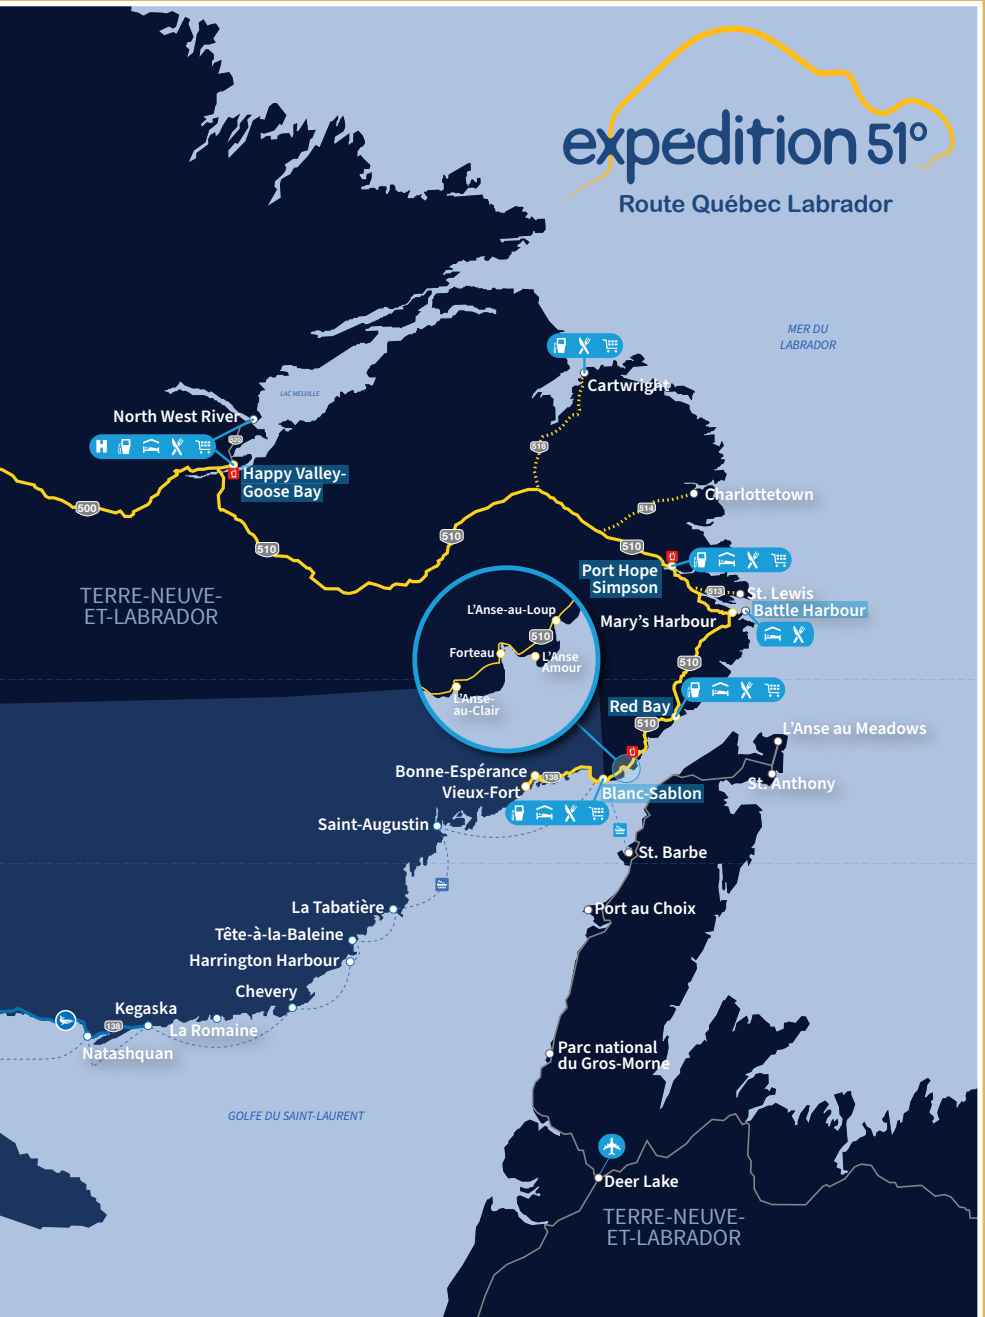 expedition 51°
Route Québec Labrador
MER DU
LABRADOR
Cartwright
LAC MELVILLE
North West River
520
H
516
Happy Valley-
Goose Bay
500
Charlottetown
514
510
510
510
Port Hope
Simpson
TERRE-NEUVE-
ET-LABRADOR
513
St. Lewis
Battle Harbour
Mary's Harbour
L'Anse-au-Loup
510
Forteau
L'Anse
Amour
L'Anse-
au-Clair
510
Red Bay
510
L'Anse au Meadows
St. Anthony
Bonne-Espérance
138
Vieux-Fort
Blanc-Sablon
Saint-Augustin
St. Barbe
La Tabatière
Port au Choix
Tête-à-la-Baleine
Harrington Harbour
Chevery
Kegaska
138
La Romaine
Natashquan
Parc national
du Gros-Morne
GOLFE DU SAINT-LAURENT
Deer Lake
TERRE-NEUVE-
ET-LABRADOR